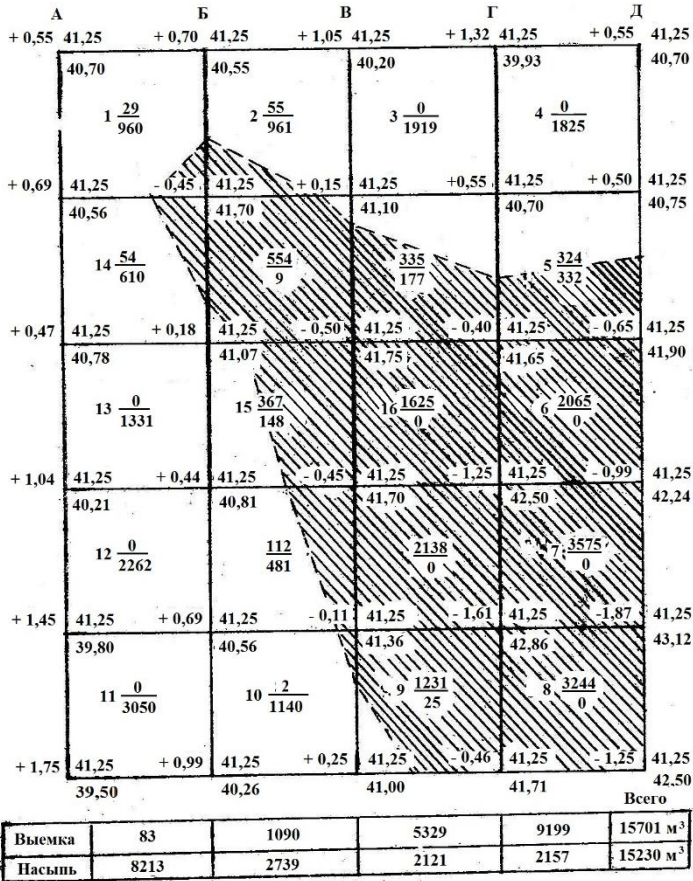 А Б В Г Д
+ 0,55 41,25 + 0,70 41,25 + 1,05 41,25 + 1,32 41,25 + 0,55 41,25
40,70 40,55 40,20 39,93 40,70
1 29 2 55 3 0 4 0
960 961 1919 1825
+ 0,69 41,25 - 0,45 41,25 + 0,15 41,25 +0,55 41,25 + 0,50 41,25
40,56 41,70 41,10 40,70 40,75
14 54 554 335 5 324
610 9 177 332
+ 0,47 41,25 + 0,18 41,25 - 0,50 41,25 - 0,40 41,25 - 0,65 41,25
40,78 41,07 41,75 41,65 41,90
13 0 15 367 16 1625 6 2065
1331 148 0 0
+ 1,04 41,25 + 0,44 41,25 - 0,45 41,25 - 1,25 41,25 - 0,99 41,25
40,21 40,81 41,70 42,50 42,24
12 0 112 2138 7 3575
2262 481 0 0
+ 1,45 41,25 + 0,69 41,25 - 0,11 41,25 - 1,61 41,25 -1,87 41,25
39,80 40,56 41,36 42,86 43,12
11 0 10 2 9 1231 8 3244
3050 1140 25 0
+ 1,75 41,25 + 0,99 41,25 + 0,25 41,25 - 0,46 41,25 - 1,25 41,25
39,50 40,26 41,00 41,71 42,50
Всего
Выемка 83 1090 5329 9199 15701 м³
Насыпь 8213 2739 2121 2157 15230 м³